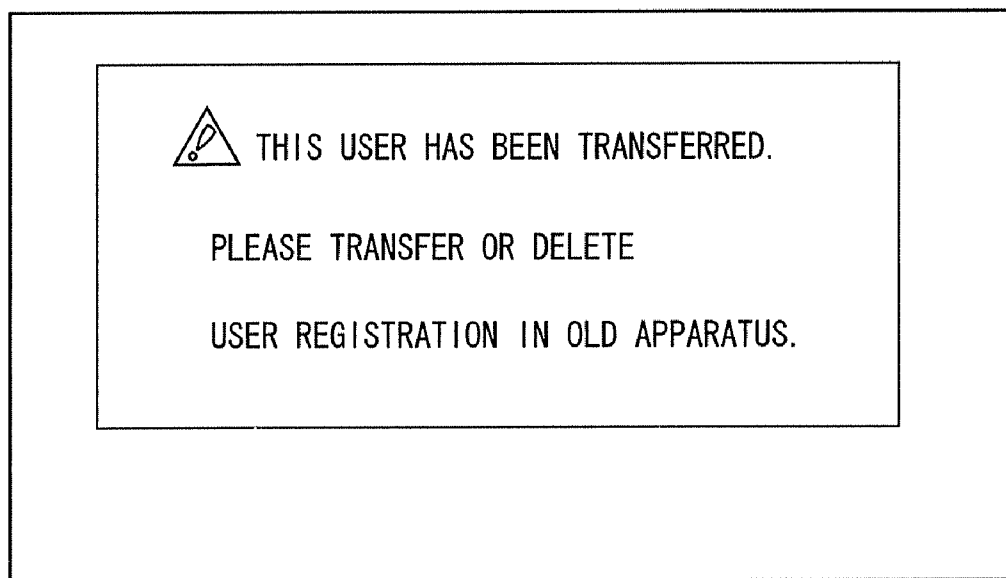 THIS USER HAS BEEN TRANSFERRED.
PLEASE TRANSFER OR DELETE
USER REGISTRATION IN OLD APPARATUS.